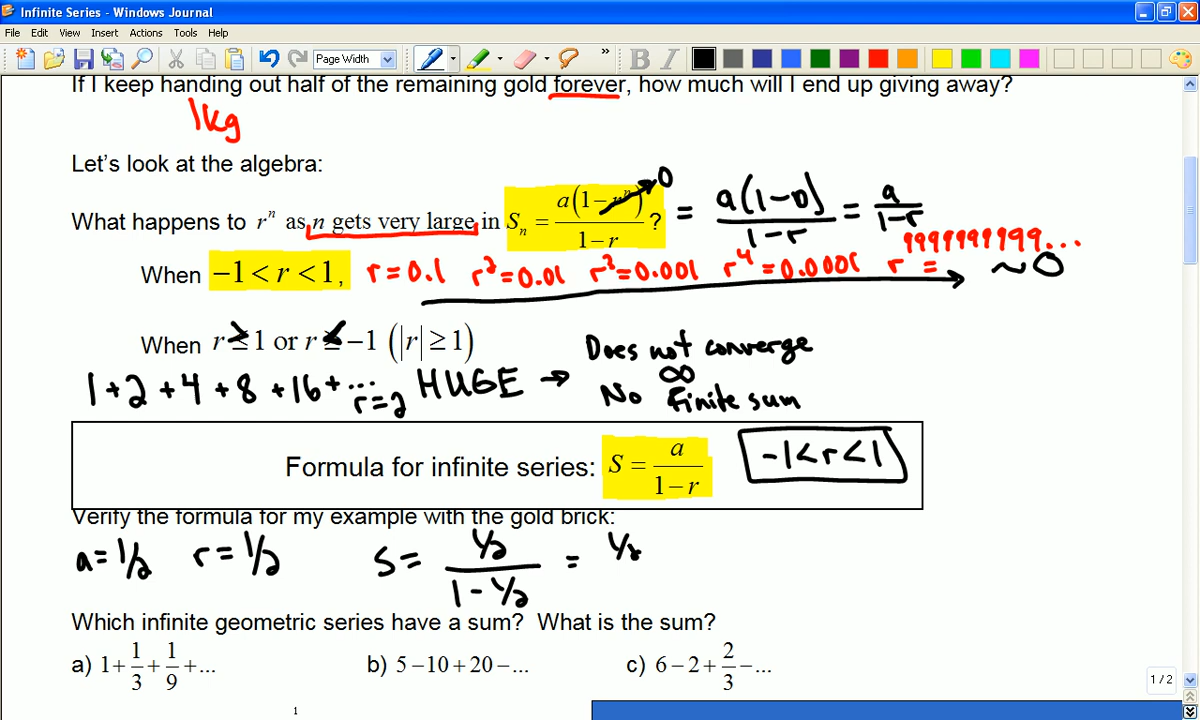 Infinite Series - Windows Journal
File Edit View Insert Actions Tools Help
Page Width
If I keep handing out half of the remaining gold forever, how much will I end up giving away?
1kg
Let's look at the algebra:
What happens to rⁿ as n gets very large in Sₙ = a(1−rⁿ)/(1−r) ? → 0 = a(1−0)/(1−r) = a/(1−r)
When −1 < r < 1, r=0.1 r²=0.01 r³=0.001 r⁴=0.0001 r⁹⁹⁹⁹⁹⁹⁹⁹⁹⁹··· = ~0
When r ≥ 1 or r ≤ −1 (|r| ≥ 1) Does not converge
1+2+4+8+16+... r=2 HUGE → ∞
No finite sum
Formula for infinite series: S = a/(1−r) -1<r<1
Verify the formula for my example with the gold brick:
a=1/2 r=1/2 S= (1/2)/(1-1/2) = 1/2
Which infinite geometric series have a sum? What is the sum?
a) 1+1/3+1/9+... b) 5−10+20−... c) 6−2+2/3−...
1
1 / 2